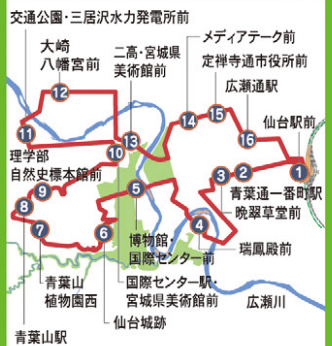 交通公園・三居沢水力発電所前
大崎
八幡宮前
二高・宮城県
美術館前
メディアテーク前
定禅寺通市役所前
広瀬通駅
仙台駅前
12
11
13
14
15
16
10
理学部
自然史標本館前
9
8
7
6
5
4
3
2
1
青葉通一番町駅
晩翠草堂前
瑞鳳殿前
博物館・
国際センター前
青葉山
植物園西
国際センター駅・
宮城県美術館前
広瀬川
仙台城跡
青葉山駅